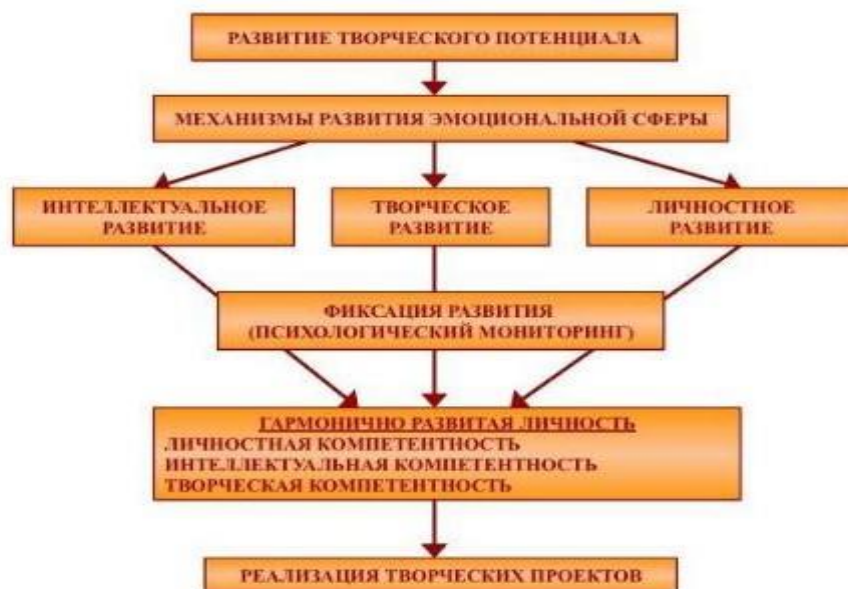 РАЗВИТИЕ ТВОРЧЕСКОГО ПОТЕНЦИАЛА
МЕХАНИЗМЫ РАЗВИТИЯ ЭМОЦИОНАЛЬНОЙ СФЕРЫ
ИНТЕЛЛЕКТУАЛЬНОЕ
РАЗВИТИЕ
ТВОРЧЕСКОЕ
РАЗВИТИЕ
ЛИЧНОСТНОЕ
РАЗВИТИЕ
ФИКСАЦИЯ РАЗВИТИЯ
(ПСИХОЛОГИЧЕСКИЙ МОНИТОРИНГ)
ГАРМОНИЧНО РАЗВИТАЯ ЛИЧНОСТЬ
ЛИЧНОСТНАЯ КОМПЕТЕНТНОСТЬ
ИНТЕЛЛЕКТУАЛЬНАЯ КОМПЕТЕНТНОСТЬ
ТВОРЧЕСКАЯ КОМПЕТЕНТНОСТЬ
РЕАЛИЗАЦИЯ ТВОРЧЕСКИХ ПРОЕКТОВ